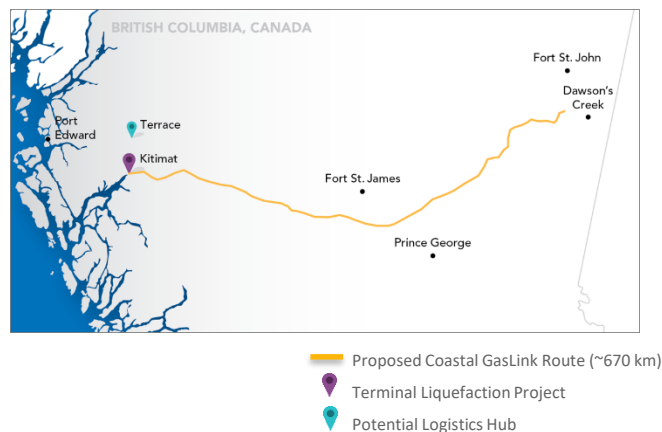 BRITISH COLUMBIA, CANADA
Fort St. John
Dawson's
Creek
Port
Edward
Terrace
Kitimat
Fort St. James
Prince George
Proposed Coastal GasLink Route (~670 km)
Terminal Liquefaction Project
Potential Logistics Hub